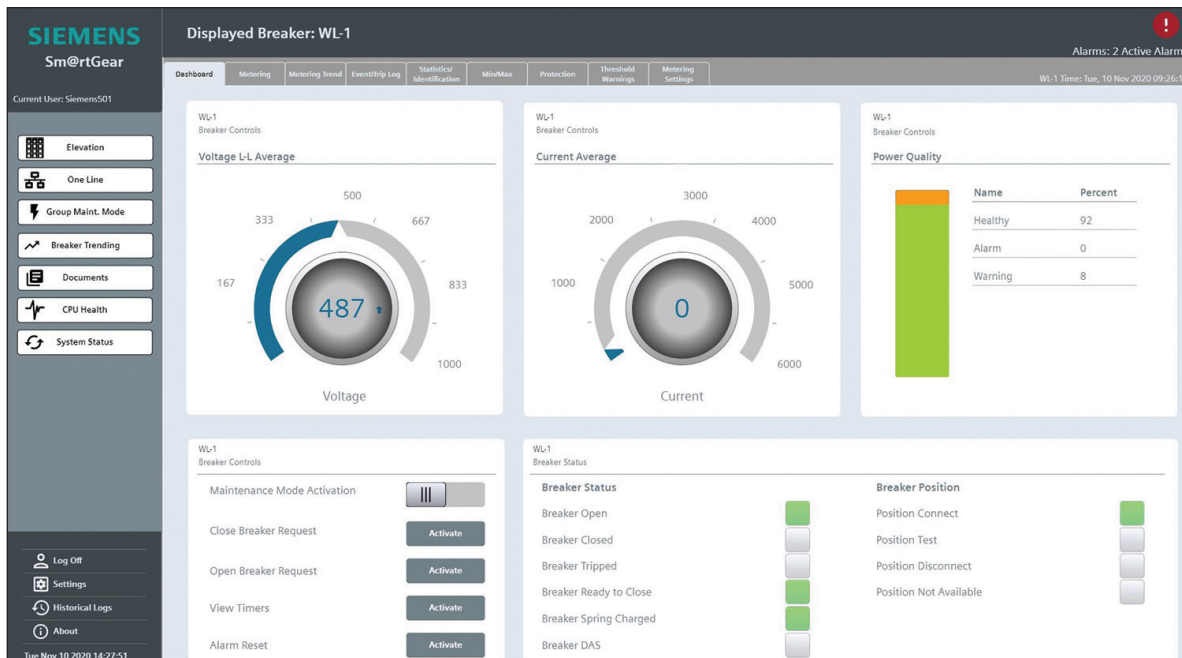 SIEMENS
Sm@rtGear
Current User: Siemens501
Elevation
One Line
Group Maint. Mode
Breaker Trending
Documents
CPU Health
System Status
Log Off
Settings
Historical Logs
About
Tue Nov 10 2020 14:27:51
Displayed Breaker: WL-1
!
Alarms: 2 Active Alarm
Dashboard
Metering
Metering Trend
Event/Trip Log
Statistics/
Identification
Min/Max
Protection
Threshold
Warnings
Metering
Settings
WL-1 Time: Tue, 10 Nov 2020 09:26:1
WL-1
Breaker Controls
Voltage L-L Average
167
333
500
667
833
1000
487
Voltage
WL-1
Breaker Controls
Current Average
1000
2000
3000
4000
5000
6000
0
Current
WL-1
Breaker Controls
Power Quality
Name Percent
Healthy 92
Alarm 0
Warning 8
WL-1
Breaker Controls
Maintenance Mode Activation
Close Breaker Request Activate
Open Breaker Request Activate
View Timers Activate
Alarm Reset Activate
WL-1
Breaker Status
Breaker Status
Breaker Open
Breaker Closed
Breaker Tripped
Breaker Ready to Close
Breaker Spring Charged
Breaker DAS
Breaker Position
Position Connect
Position Test
Position Disconnect
Position Not Available